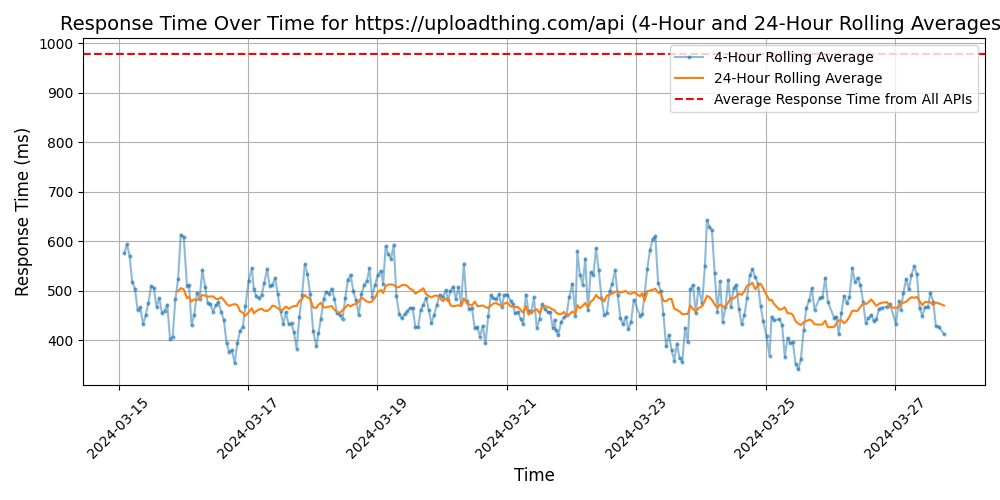 Response Time Over Time for https://uploadthing.com/api (4-Hour and 24-Hour Rolling Averages
4-Hour Rolling Average
24-Hour Rolling Average
Average Response Time from All APIs
Response Time (ms)
1000
900
800
700
600
500
400
2024-03-15
2024-03-17
2024-03-19
2024-03-21
2024-03-23
2024-03-25
2024-03-27
Time